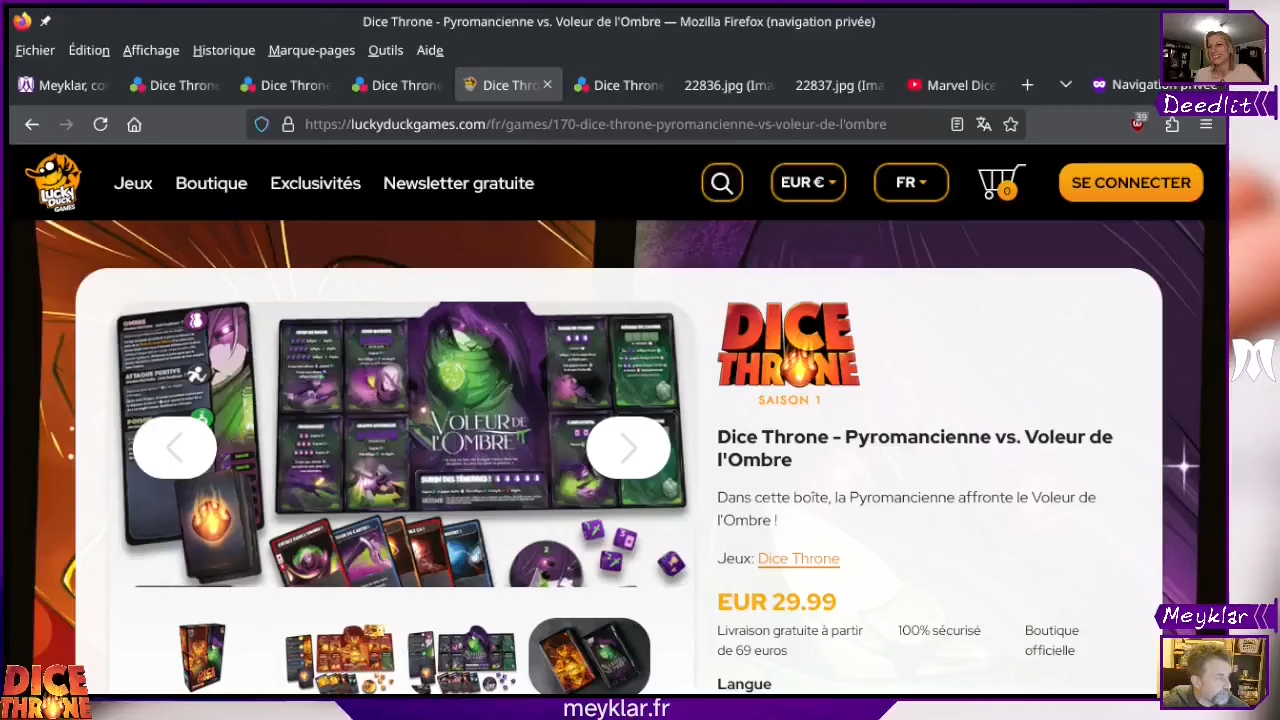 Dice Throne - Pyromancienne vs. Voleur de l'Ombre — Mozilla Firefox (navigation privée)
Fichier Édition Affichage Historique Marque-pages Outils Aide
Meyklar, co Dice Throne Dice Throne Dice Throne Dice Thro Dice Throne 22836.jpg (Ima 22837.jpg (Ima Marvel Dice Navigation privée
Deedlit
https://luckyduckgames.com/fr/games/170-dice-throne-pyromancienne-vs-voleur-de-l'ombre
39
LUCKY DUCK GAMES
Jeux Boutique Exclusivités Newsletter gratuite EUR € FR 0 SE CONNECTER
OMBRE
ATTAQUE FURTIVE
VOLEUR DE L'OMBRE
DICE THRONE
SAISON 1
Dice Throne - Pyromancienne vs. Voleur de
l'Ombre
Dans cette boîte, la Pyromancienne affronte le Voleur de
l'Ombre !
Jeux: Dice Throne
EUR 29.99
Livraison gratuite à partir
de 69 euros
100% sécurisé
Boutique
officielle
Langue
Meyklar
DICE THRONE
meyklar.fr